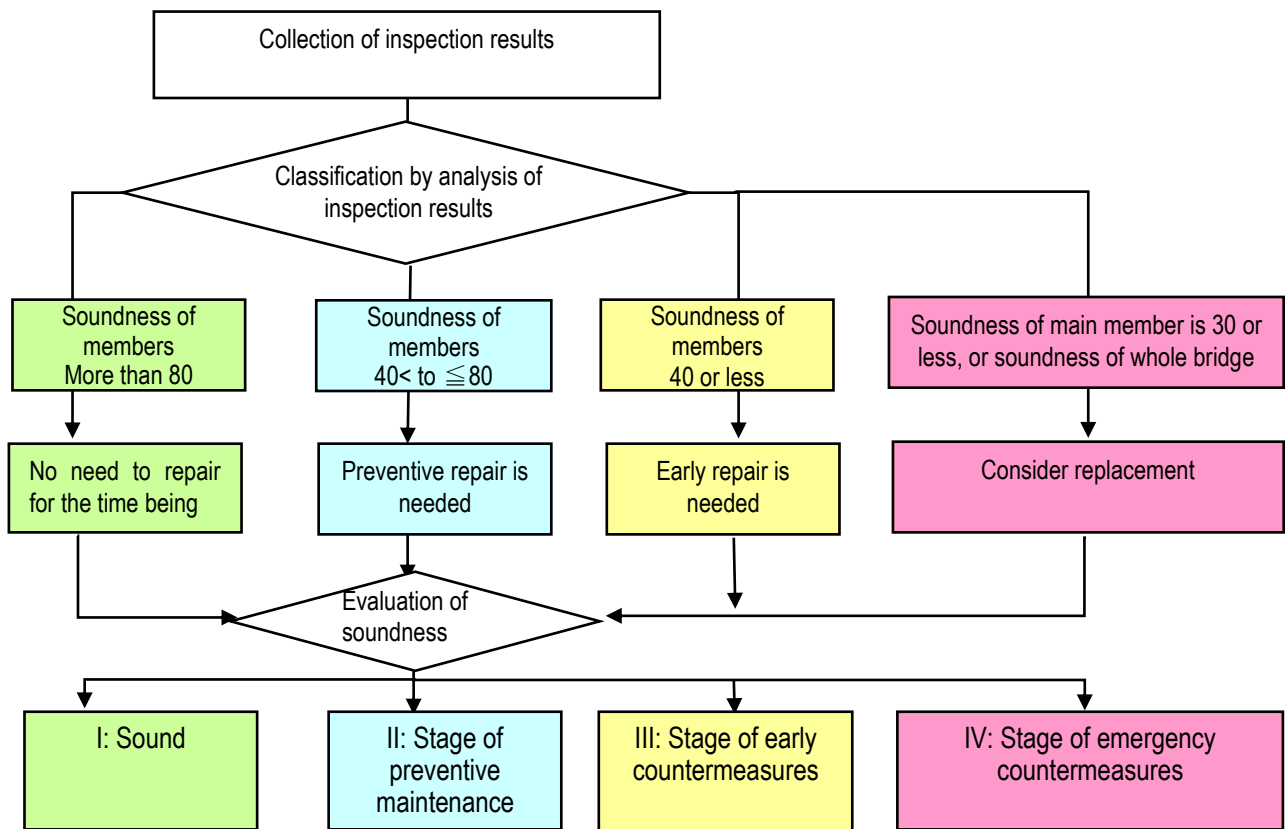 Collection of inspection results
Classification by analysis of
inspection results
Soundness of
members
More than 80
Soundness of
members
40< to ≦80
Soundness of
members
40 or less
Soundness of main member is 30 or
less, or soundness of whole bridge
No need to repair
for the time being
Preventive repair is
needed
Early repair is
needed
Consider replacement
Evaluation of
soundness
I: Sound
II: Stage of
preventive
maintenance
III: Stage of early
countermeasures
IV: Stage of emergency
countermeasures